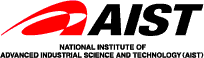 AIST
NATIONAL INSTITUTE OF
ADVANCED INDUSTRIAL SCIENCE AND TECHNOLOGY (AIST)